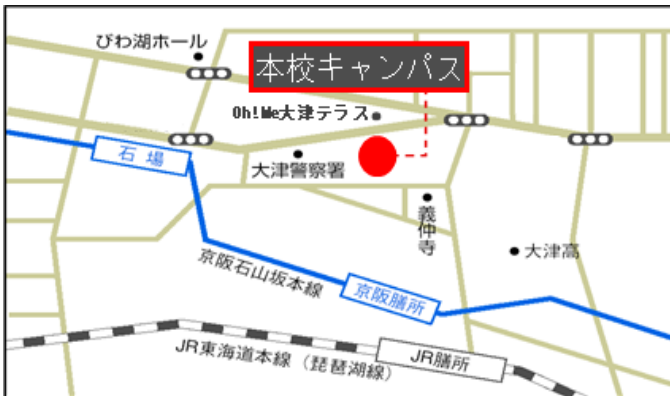 びわ湖ホール
本校キャンパス
Oh!Me大津テラス
石場
大津警察署
義仲寺
大津高
京阪石山坂本線
京阪膳所
JR東海道本線（琵琶湖線）
JR膳所